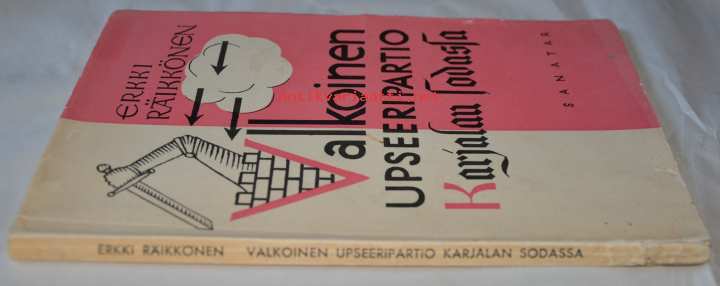 ERKKI
RÄIKKÖNEN
Valkoinen
UPSEERIPARTIO
Karjalan sodassa
SANATAR
ERKKI RÄIKKÖNEN VALKOINEN UPSEERIPARTIO KARJALAN SODASSA